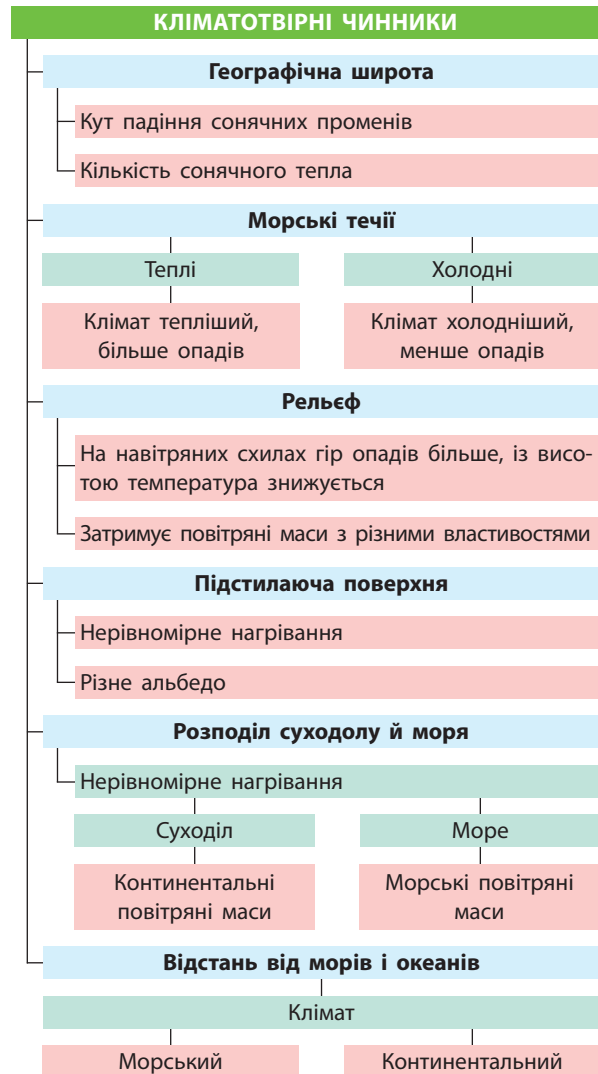 КЛІМАТОТВІРНІ ЧИННИКИ
Географічна широта
Кут падіння сонячних променів
Кількість сонячного тепла
Морські течії
Теплі
Холодні
Клімат тепліший,
більше опадів
Клімат холодніший,
менше опадів
Рельєф
На навітряних схилах гір опадів більше, із висо-
тою температура знижується
Затримує повітряні маси з різними властивостями
Підстилаюча поверхня
Нерівномірне нагрівання
Різне альбедо
Розподіл суходолу й моря
Нерівномірне нагрівання
Суходіл
Море
Континентальні
повітряні маси
Морські повітряні
маси
Відстань від морів і океанів
Клімат
Морський
Континентальний